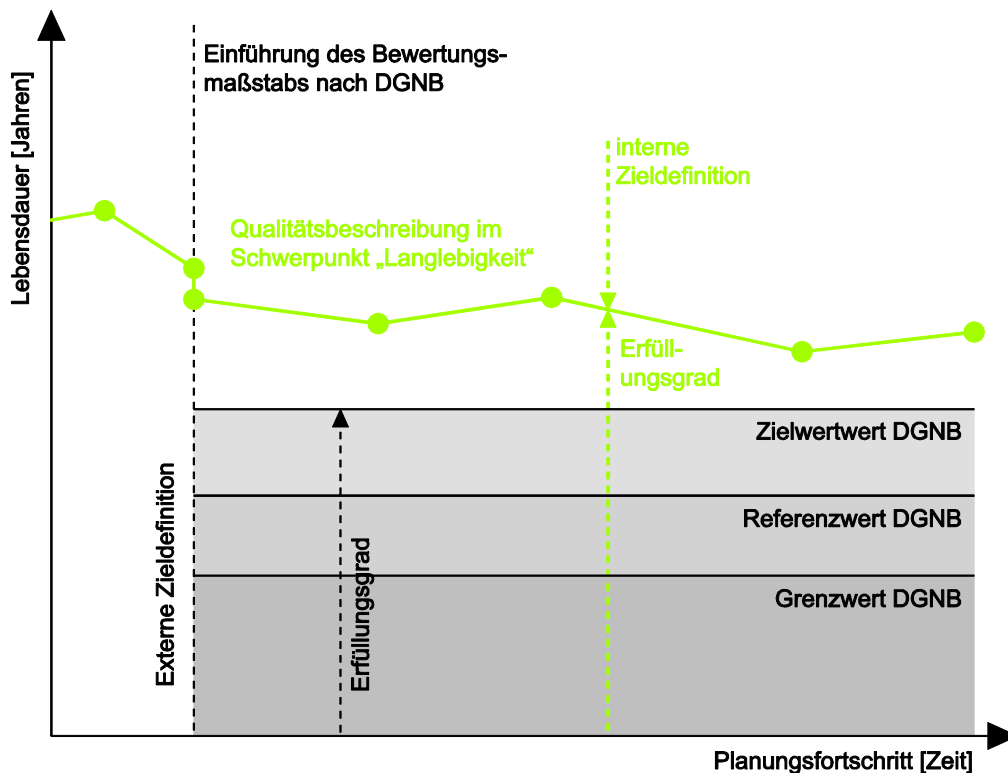 Einführung des Bewertungs-
maßstabs nach DGNB
Lebensdauer [Jahren]
interne
Zieldefinition
Qualitätsbeschreibung im
Schwerpunkt „Langlebigkeit“
Erfüll-
ungsgrad
Zielwertwert DGNB
Referenzwert DGNB
Grenzwert DGNB
Externe Zieldefinition
Erfüllungsgrad
Planungsfortschritt [Zeit]